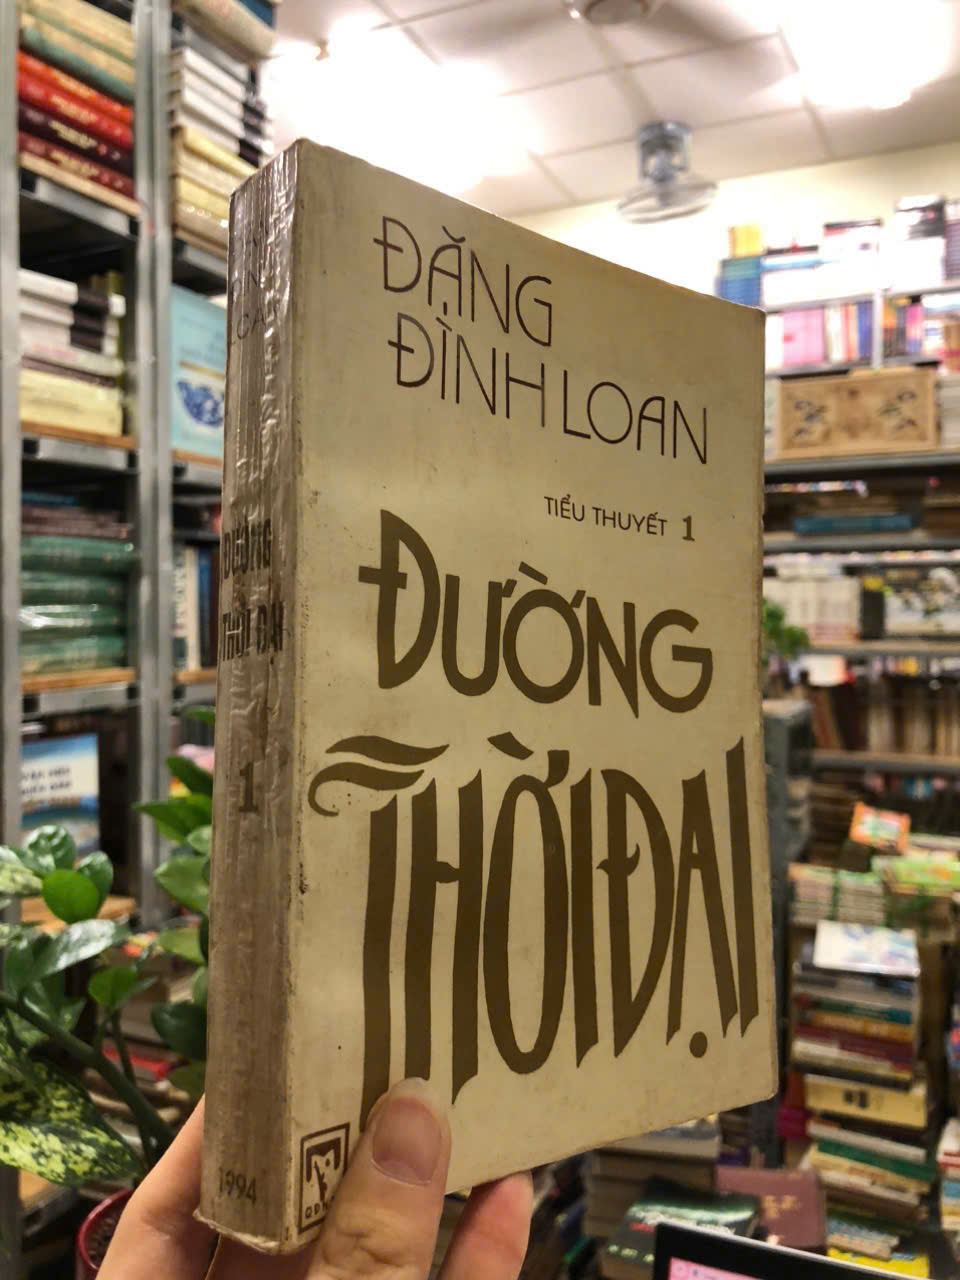 ĐẶNG
ĐÌNH LOAN
TIỂU THUYẾT 1
ĐƯỜNG
THỜI ĐẠI
ĐƯỜNG
THỜI ĐẠI
1
1994